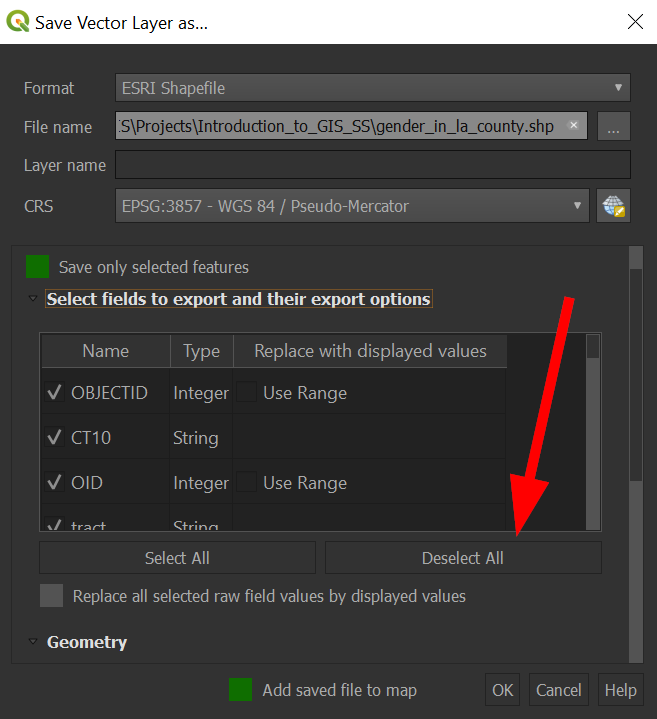 Save Vector Layer as...
Format ESRI Shapefile
File name :S\Projects\Introduction_to_GIS_SS\gender_in_la_county.shp ...
Layer name
CRS EPSG:3857 - WGS 84 / Pseudo-Mercator
Save only selected features
Select fields to export and their export options
Name Type Replace with displayed values
OBJECTID Integer Use Range
CT10 String
OID Integer Use Range
tract String
Select All Deselect All
Replace all selected raw field values by displayed values
Geometry
Add saved file to map OK Cancel Help